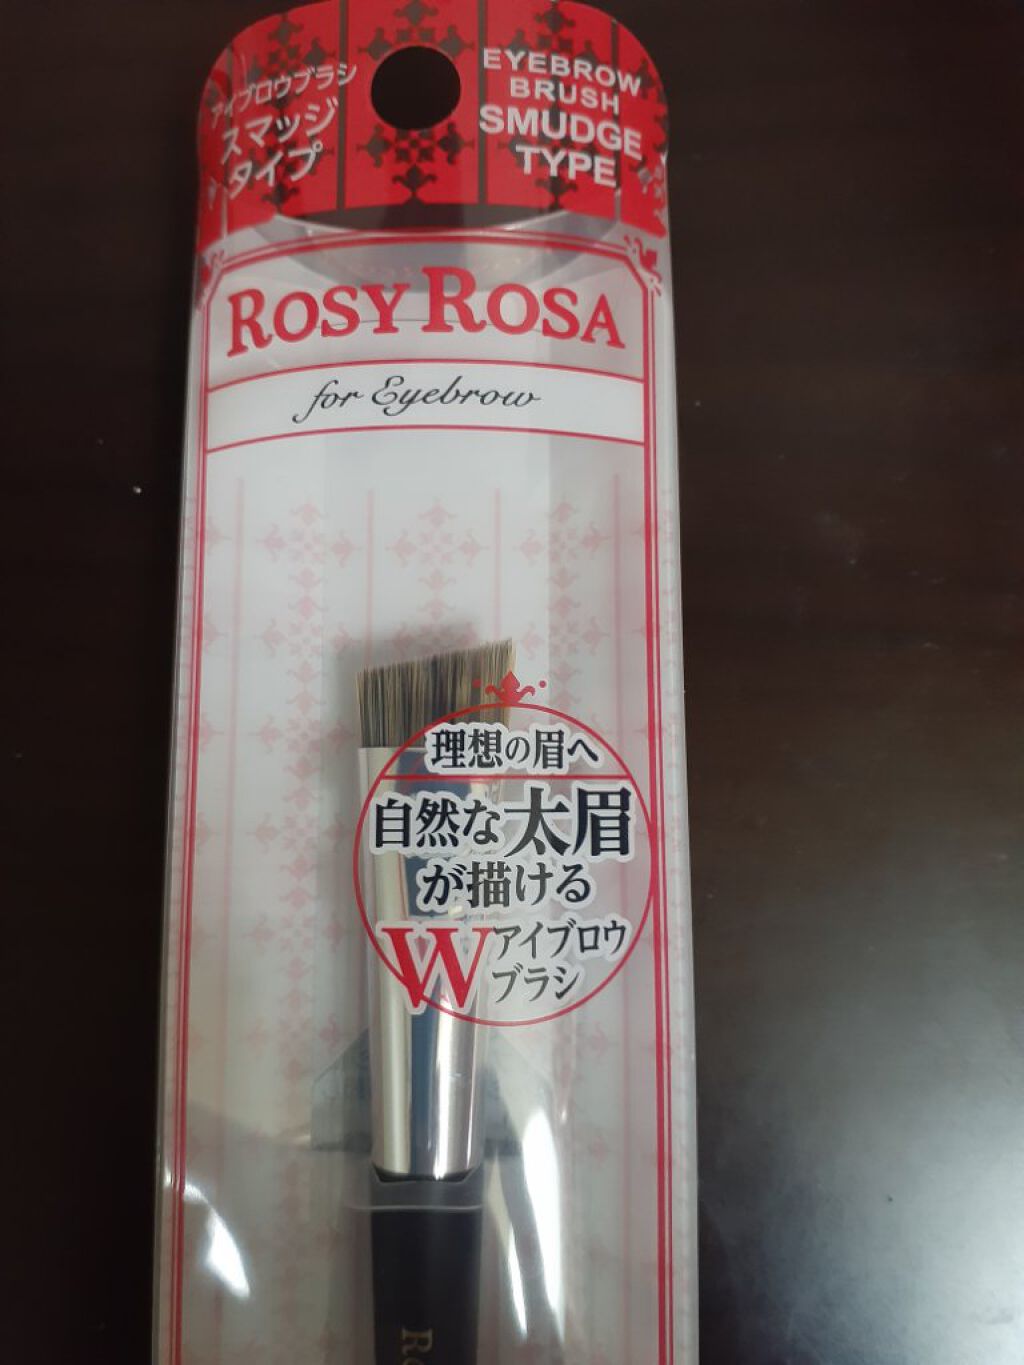 アイブロウブラシ
スマッジ
タイプ
EYEBROW
BRUSH
SMUDGE
TYPE
ROSY ROSA
for Eyebrow
理想の眉へ
自然な太眉
が描ける
Wアイブロウ
ブラシ